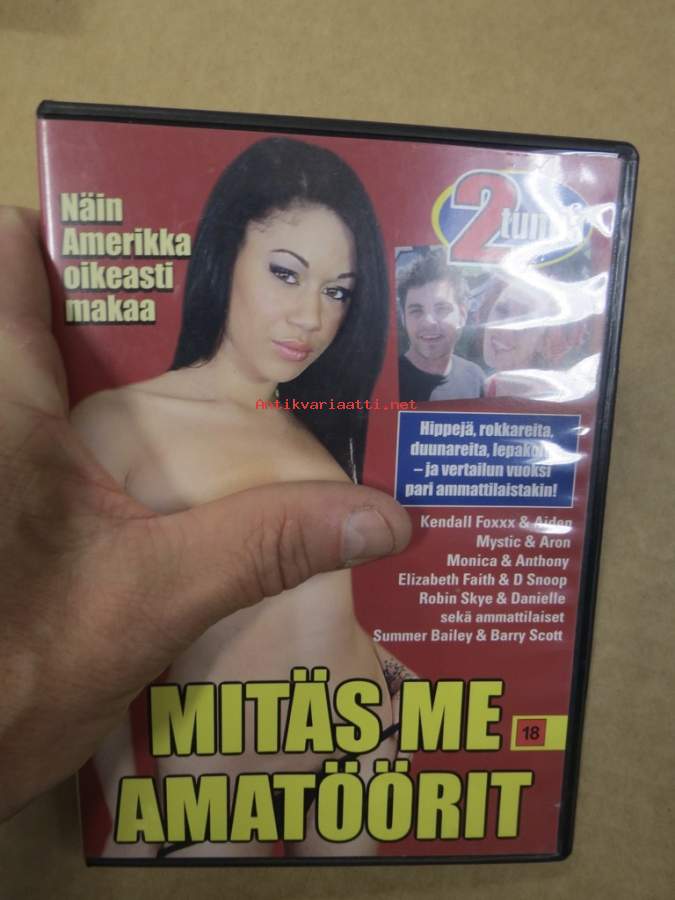 Näin
Amerikka
oikeasti
makaa
2
Antikvariaatti.net
Hippejä, rokkareita,
duunareita,
– ja vertailun vuoksi
pari ammattilaistakin!
Kendall Foxxx & Aiden
Mystic & Aron
Monica & Anthony
Elizabeth Faith & D Snoop
Robin Skye & Danielle
sekä ammattilaiset
Summer Bailey & Barry Scott
MITÄS ME
18
AMATÖÖRIT